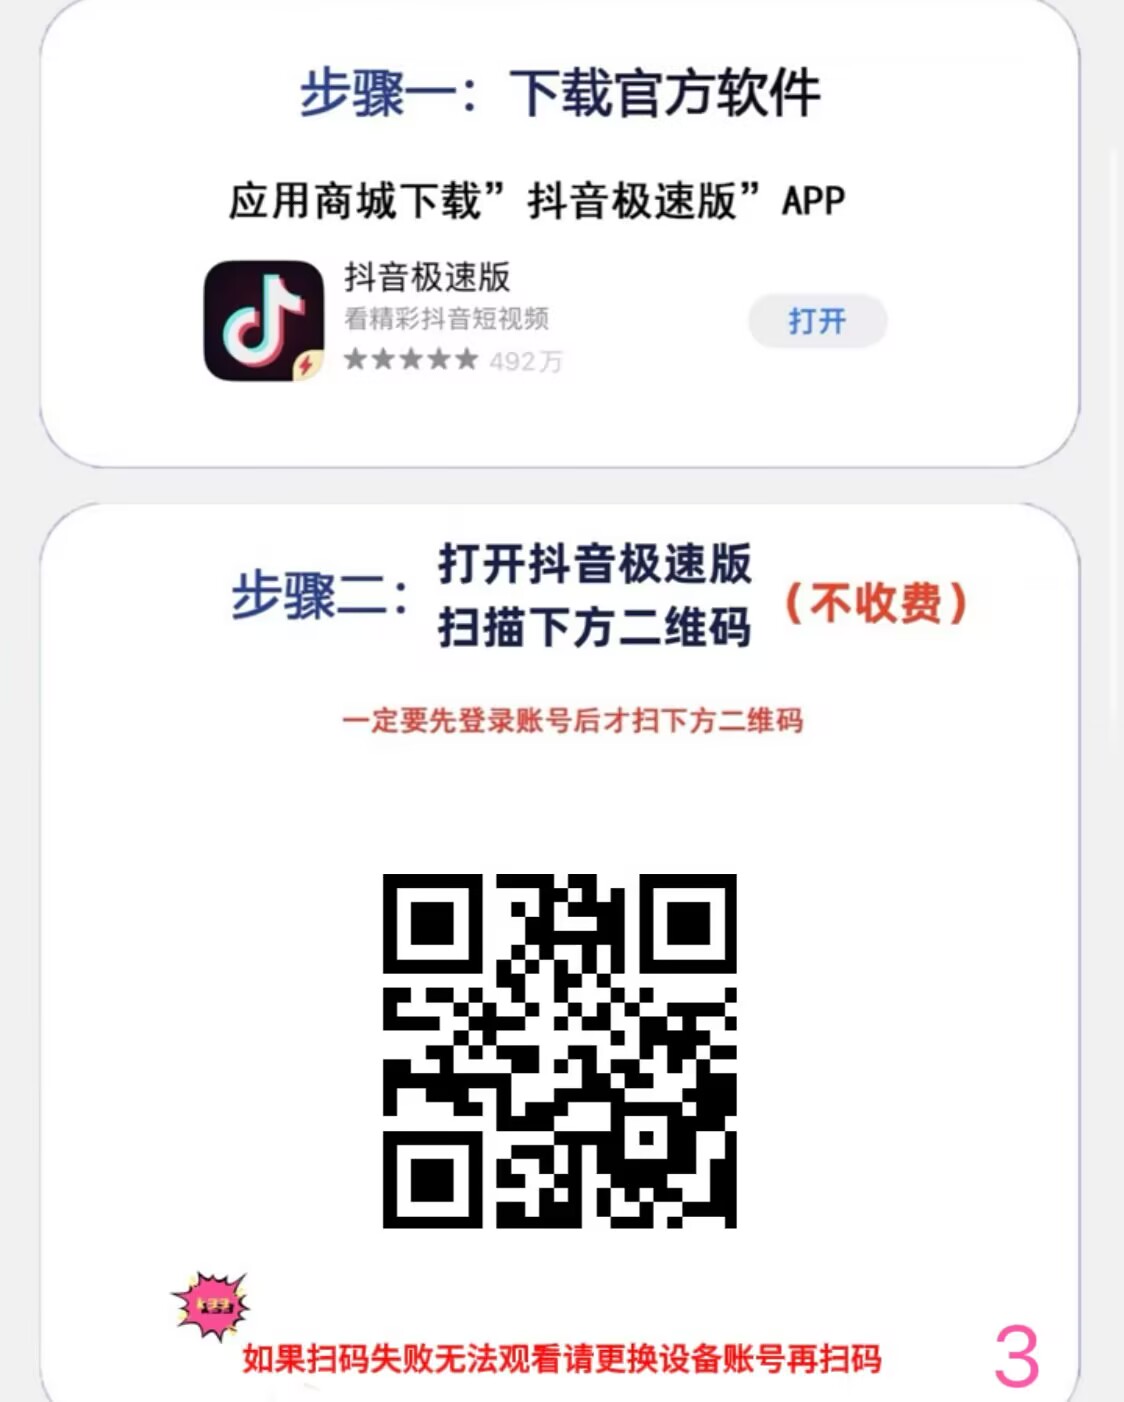 步骤一：下载官方软件
应用商城下载”抖音极速版”APP
抖音极速版
看精彩抖音短视频
492万
打开
步骤二：
打开抖音极速版
扫描下方二维码
（不收费）
一定要先登录账号后才扫下方二维码
如果扫码失败无法观看请更换设备账号再扫码
3